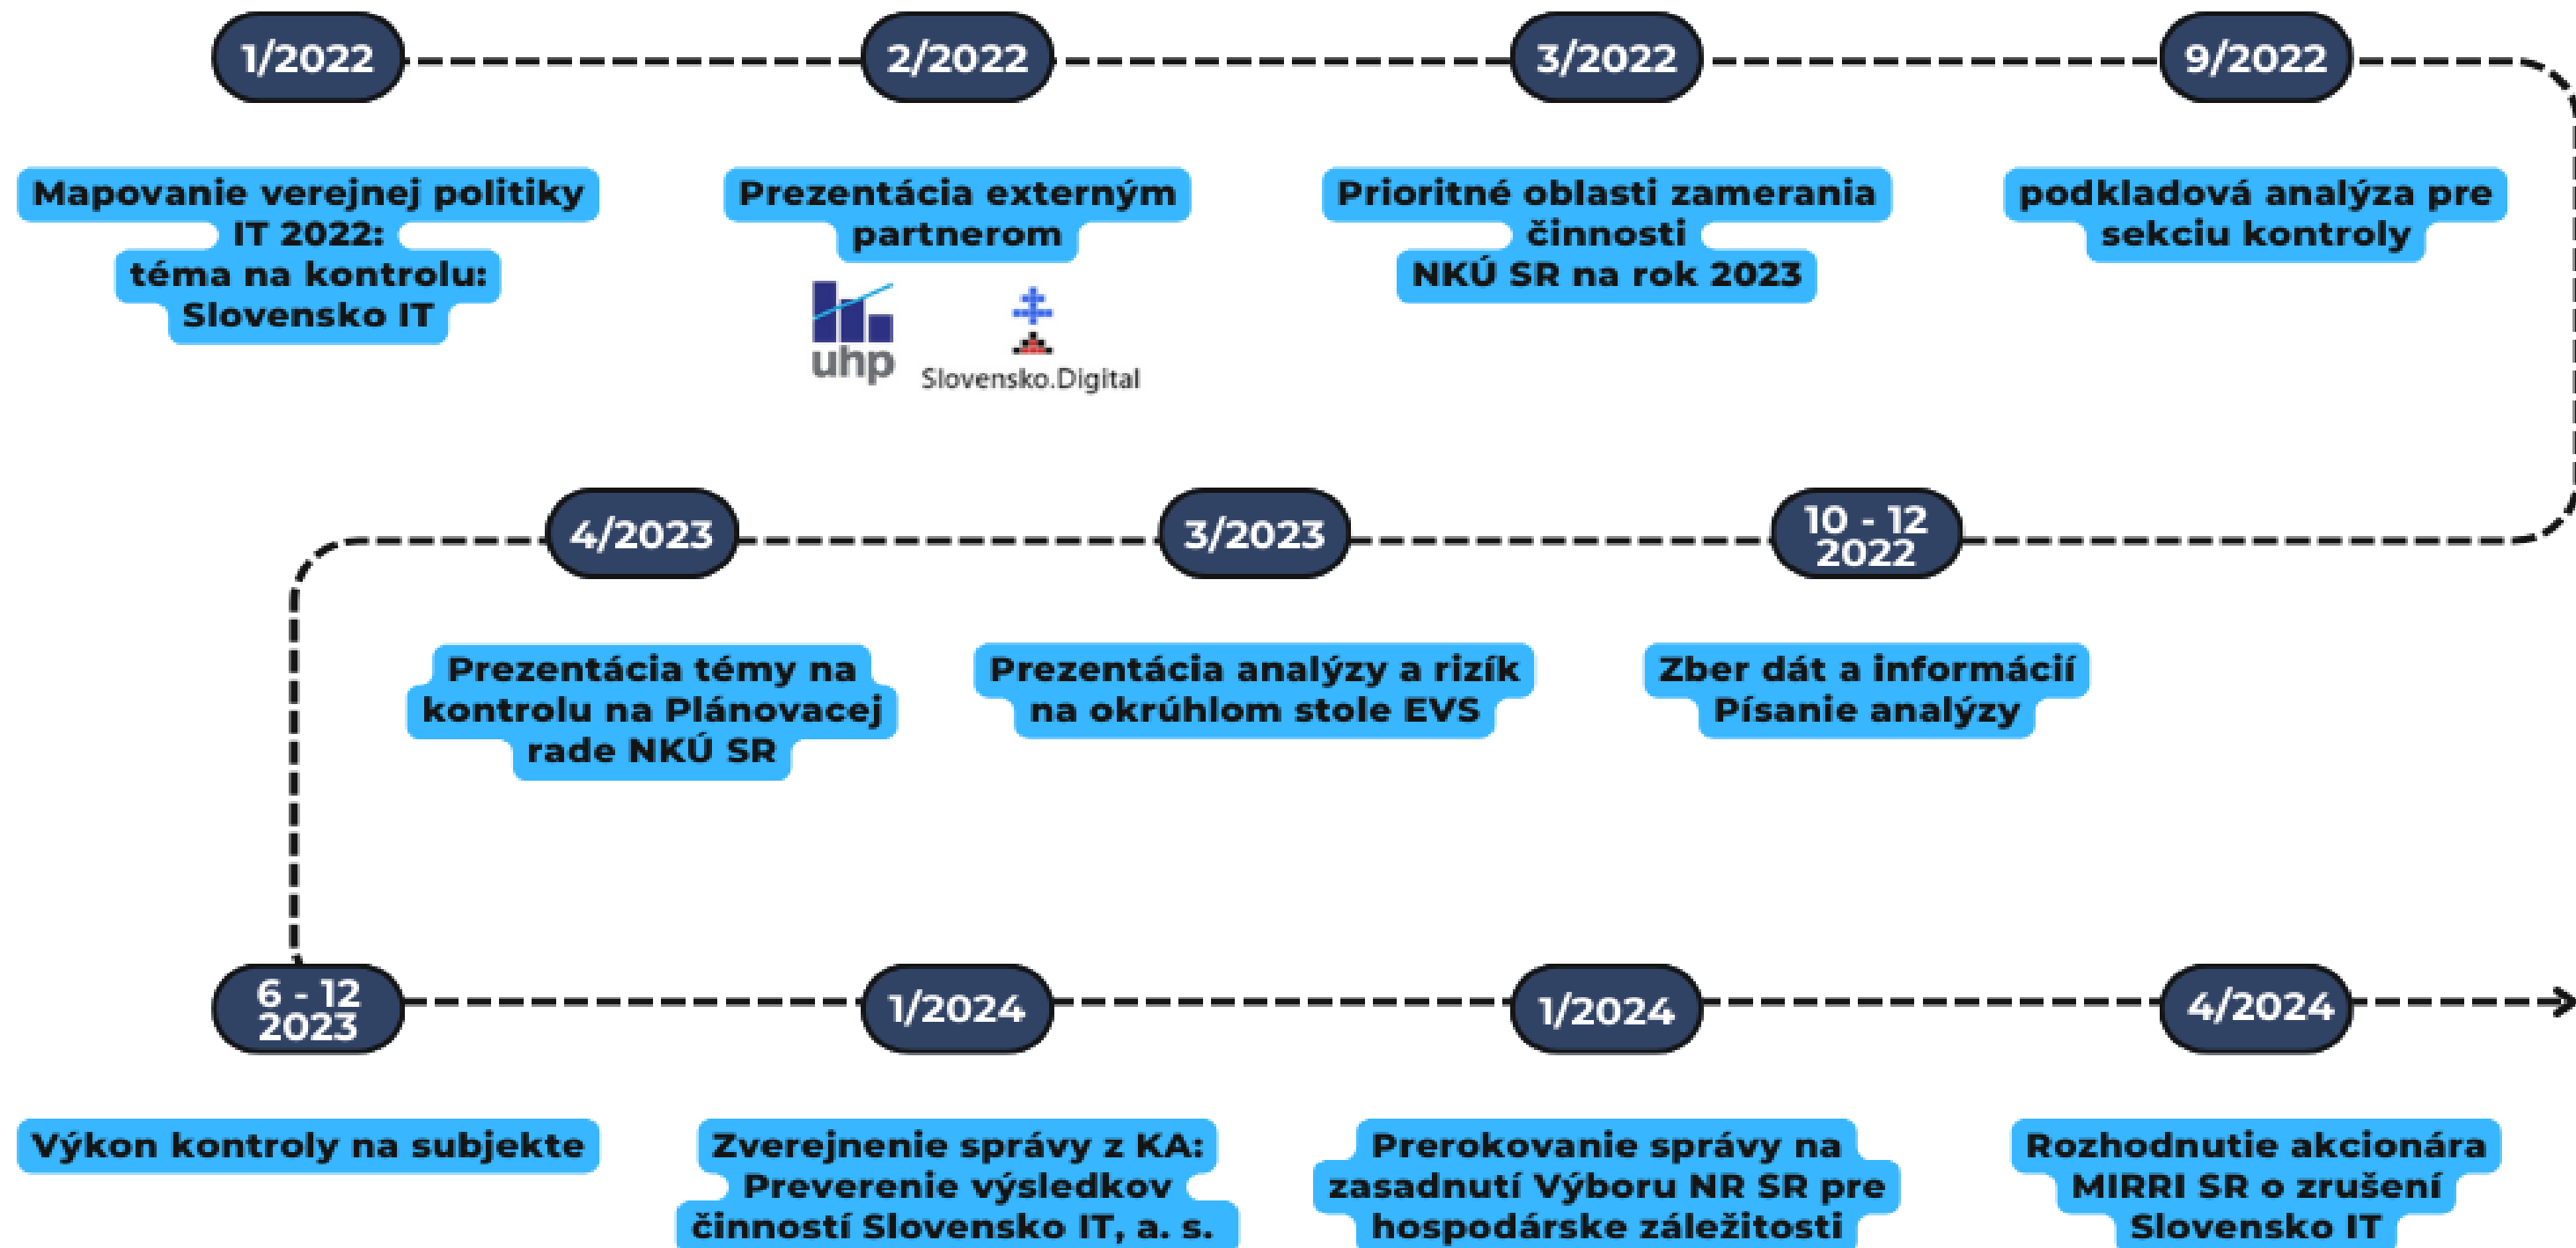 1/2022
Mapovanie verejnej politiky
IT 2022:
téma na kontrolu:
Slovensko IT
2/2022
Prezentácia externým
partnerom
uhp
Slovensko.Digital
3/2022
Prioritné oblasti zamerania
činnosti
NKÚ SR na rok 2023
9/2022
podkladová analýza pre
sekciu kontroly
10 - 12
2022
Zber dát a informácií
Písanie analýzy
3/2023
Prezentácia analýzy a rizík
na okrúhlom stole EVS
4/2023
Prezentácia témy na
kontrolu na Plánovacej
rade NKÚ SR
6 - 12
2023
Výkon kontroly na subjekte
1/2024
Zverejnenie správy z KA:
Preverenie výsledkov
činností Slovensko IT, a. s.
1/2024
Prerokovanie správy na
zasadnutí Výboru NR SR pre
hospodárske záležitosti
4/2024
Rozhodnutie akcionára
MIRRI SR o zrušení
Slovensko IT